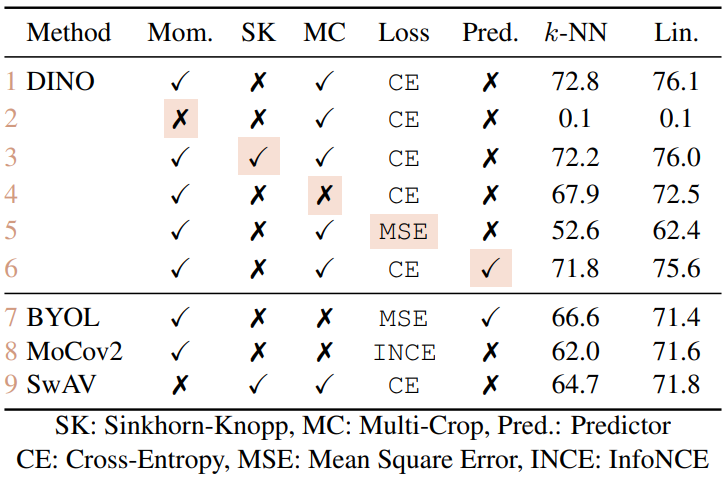 Method Mom. SK MC Loss Pred. k-NN Lin.
1 DINO ✓ ✗ ✓ CE ✗ 72.8 76.1
2 ✗ ✗ ✓ CE ✗ 0.1 0.1
3 ✓ ✓ ✓ CE ✗ 72.2 76.0
4 ✓ ✗ ✗ CE ✗ 67.9 72.5
5 ✓ ✗ ✓ MSE ✗ 52.6 62.4
6 ✓ ✗ ✓ CE ✓ 71.8 75.6
7 BYOL ✓ ✗ ✗ MSE ✓ 66.6 71.4
8 MoCov2 ✓ ✗ ✗ INCE ✗ 62.0 71.6
9 SwAV ✗ ✓ ✓ CE ✗ 64.7 71.8
SK: Sinkhorn-Knopp, MC: Multi-Crop, Pred.: Predictor
CE: Cross-Entropy, MSE: Mean Square Error, INCE: InfoNCE